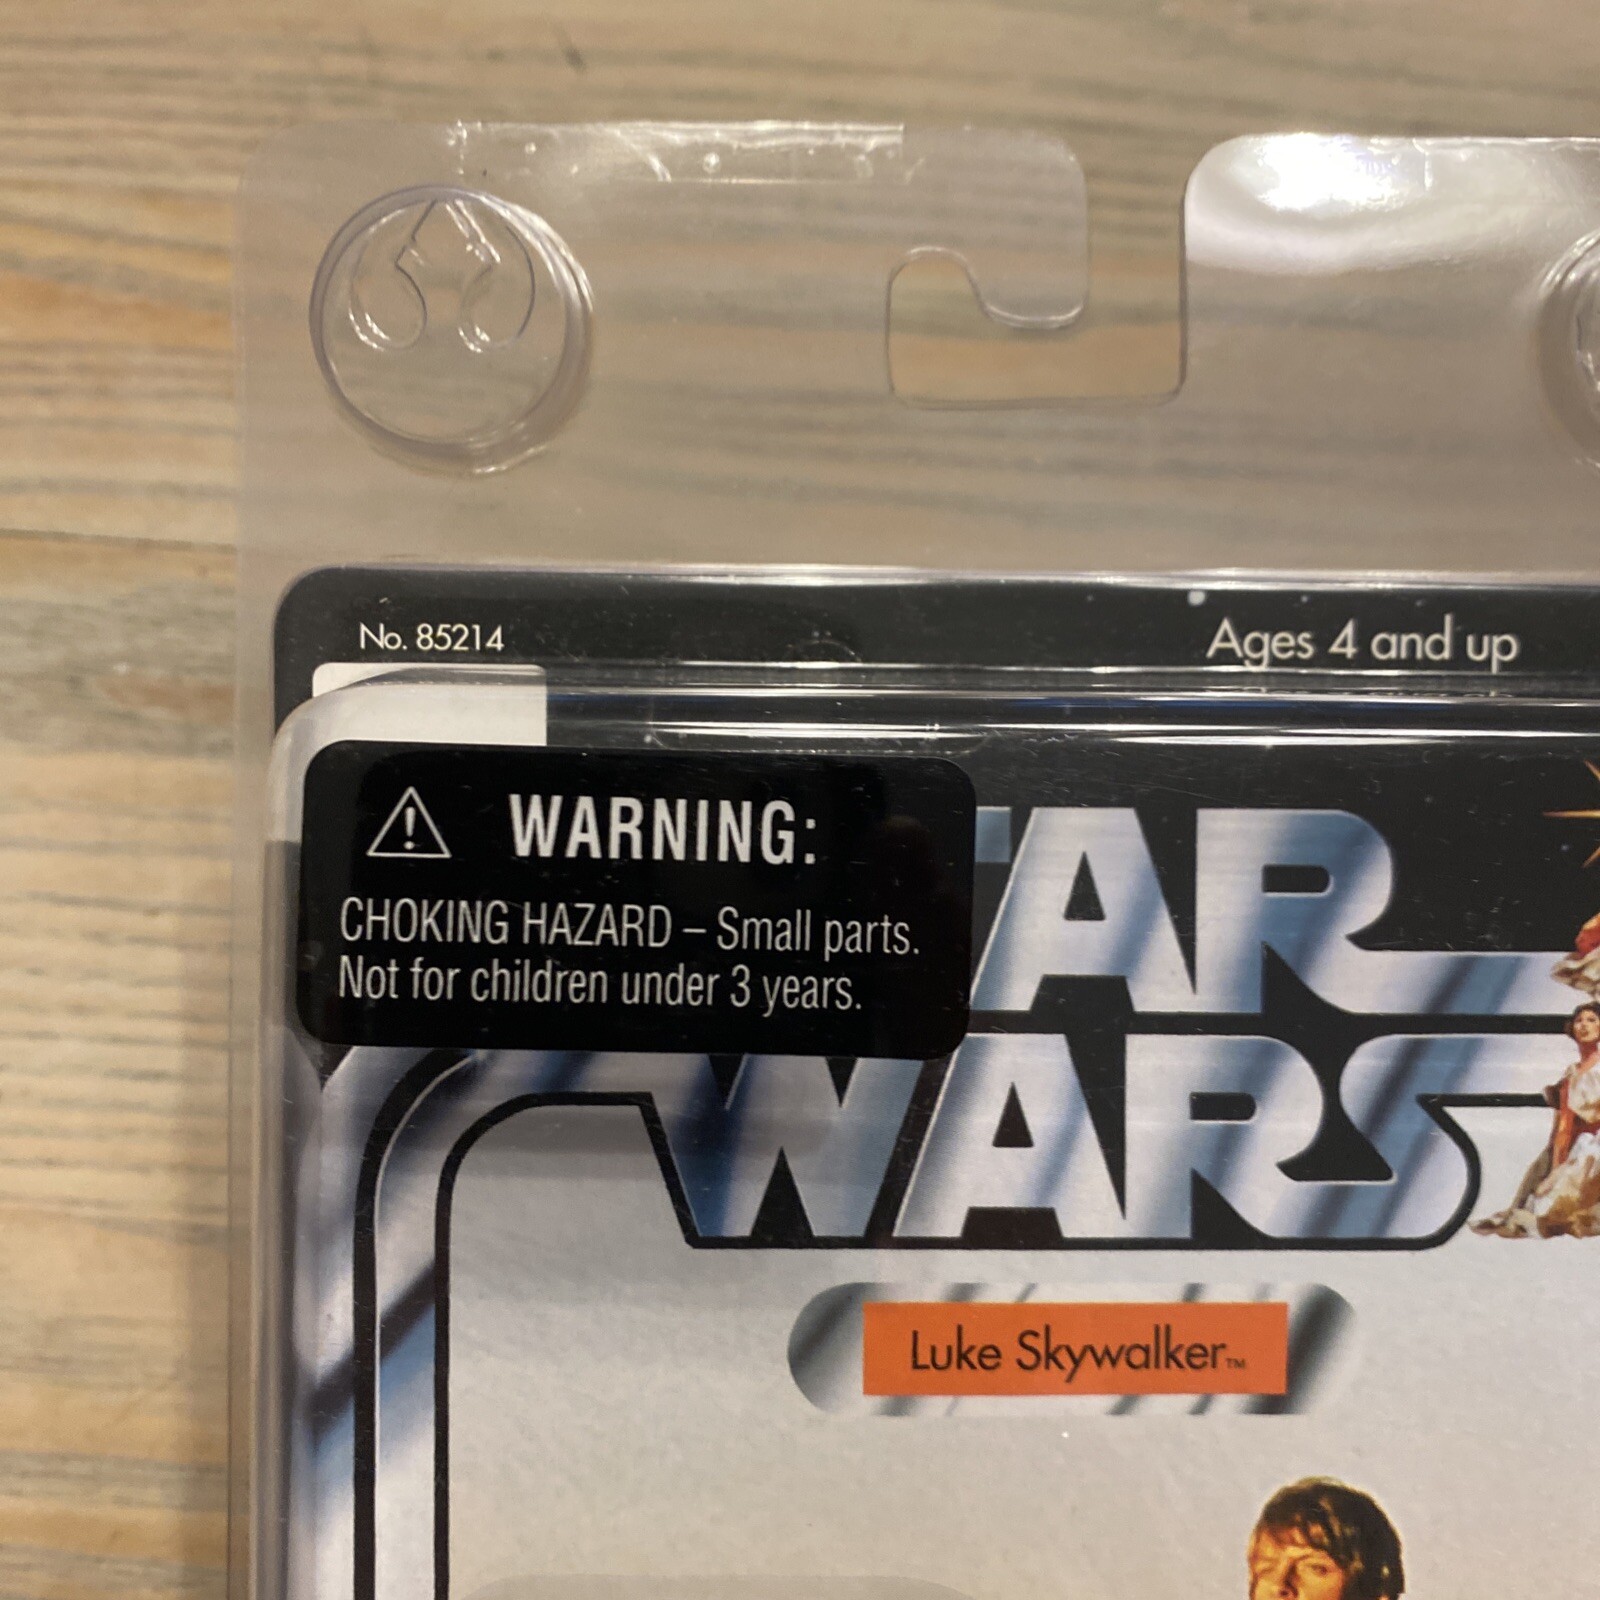 No. 85214
Ages 4 and up
WARNING:
CHOKING HAZARD – Small parts.
Not for children under 3 years.
TAR
WARS
Luke Skywalker™